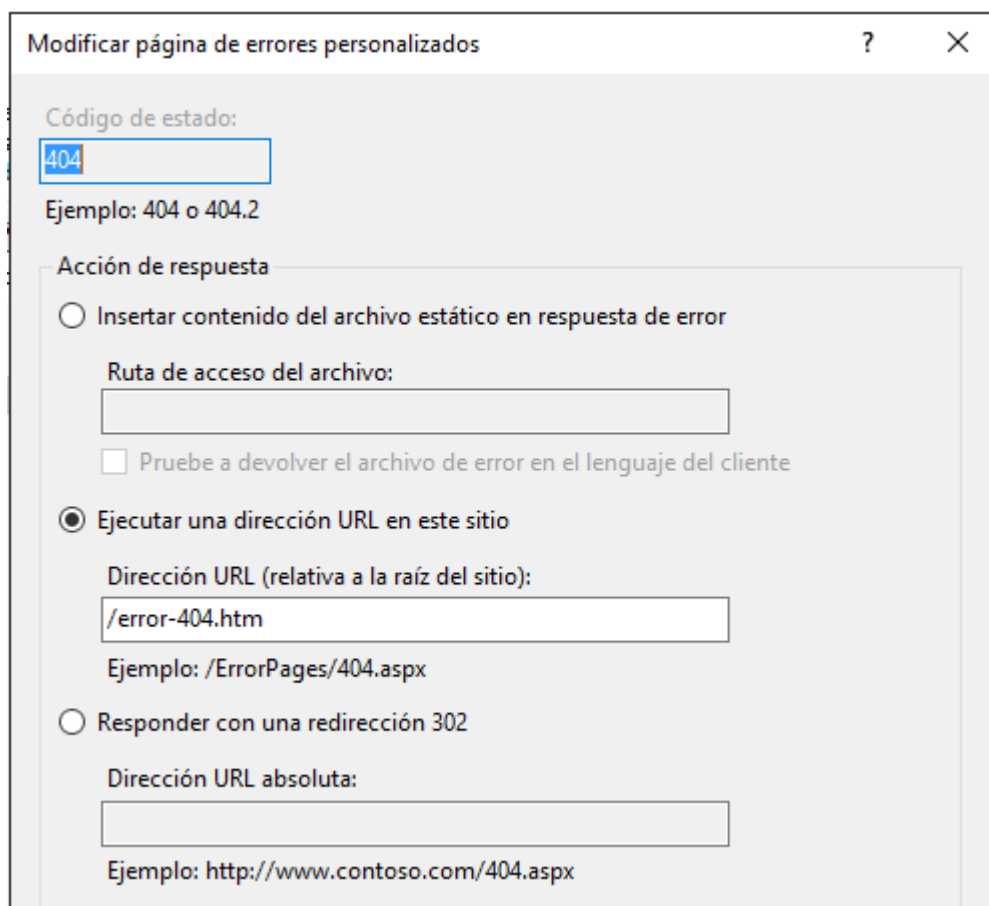 Modificar página de errores personalizados
?
Código de estado:
404
Ejemplo: 404 o 404.2
Acción de respuesta
Insertar contenido del archivo estático en respuesta de error
Ruta de acceso del archivo:
Pruebe a devolver el archivo de error en el lenguaje del cliente
Ejecutar una dirección URL en este sitio
Dirección URL (relativa a la raíz del sitio):
/error-404.htm
Ejemplo: /ErrorPages/404.aspx
Responder con una redirección 302
Dirección URL absoluta:
Ejemplo: http://www.contoso.com/404.aspx